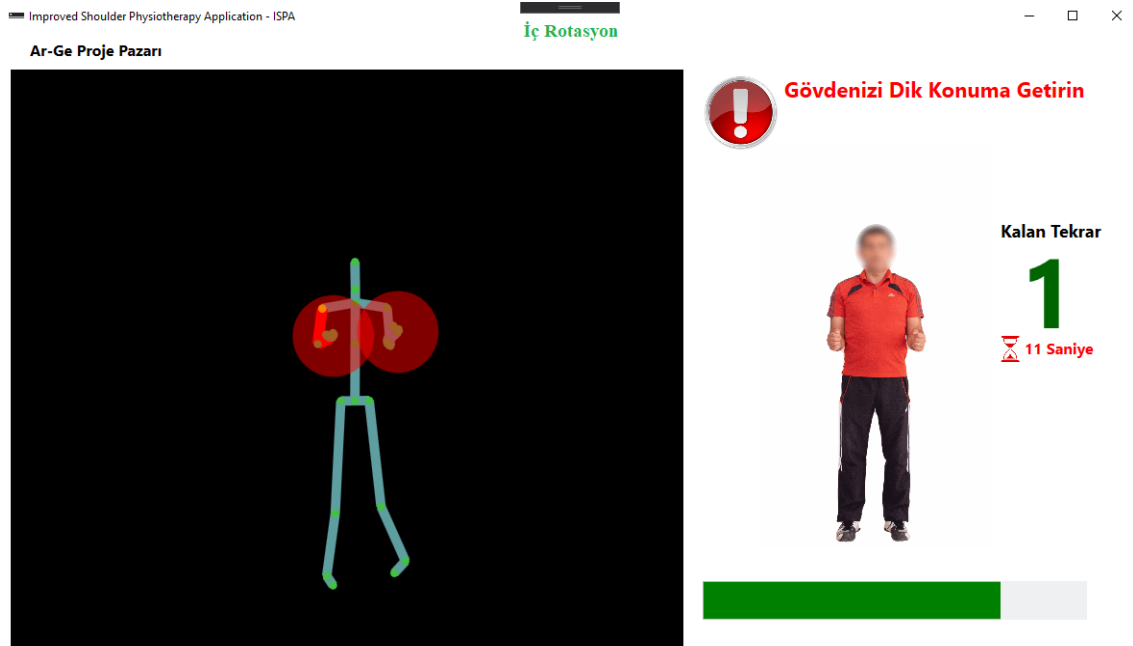 Improved Shoulder Physiotherapy Application - ISPA
İç Rotasyon
Ar-Ge Proje Pazarı
Gövdenizi Dik Konuma Getirin
Kalan Tekrar
1
11 Saniye